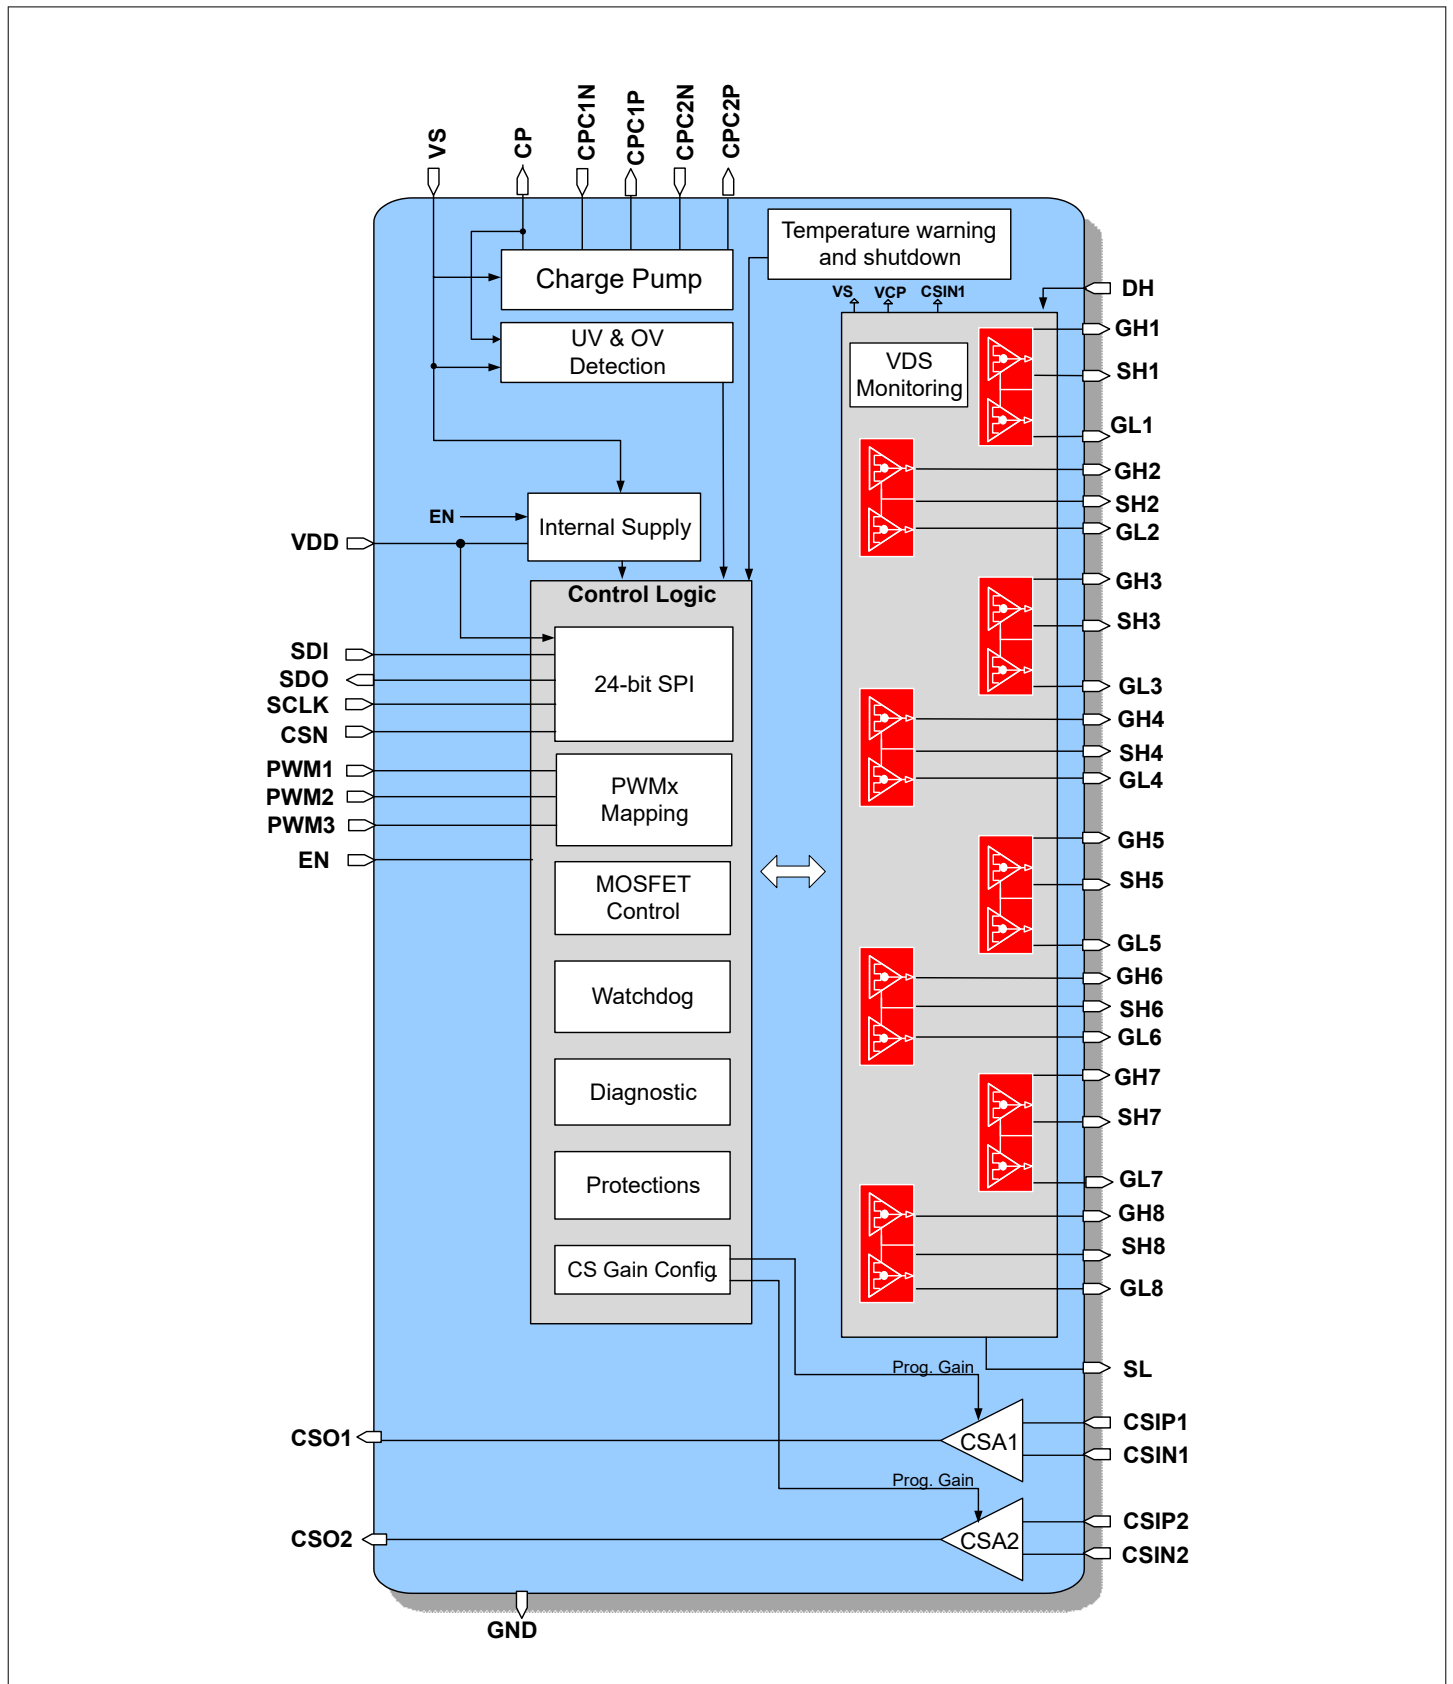 VS
CP
CPC1N
CPC1P
CPC2N
CPC2P
Temperature warning
and shutdown
Charge Pump
UV & OV
Detection
VS
VCP
CSIN1
VDS
Monitoring
EN
Internal Supply
VDD
Control Logic
24-bit SPI
SDI
SDO
SCLK
CSN
PWM1
PWM2
PWM3
EN
PWMx
Mapping
MOSFET
Control
Watchdog
Diagnostic
Protections
CS Gain Config.
DH
GH1
SH1
GL1
GH2
SH2
GL2
GH3
SH3
GL3
GH4
SH4
GL4
GH5
SH5
GL5
GH6
SH6
GL6
GH7
SH7
GL7
GH8
SH8
GL8
SL
Prog. Gain
CSA1
CSIP1
CSIN1
CSO1
Prog. Gain
CSA2
CSIP2
CSIN2
CSO2
GND